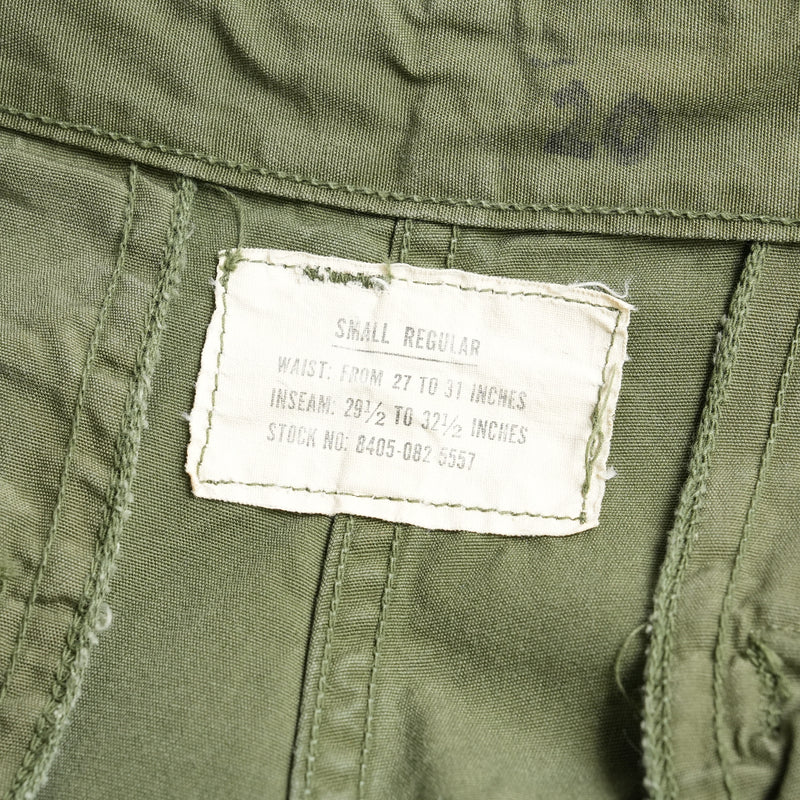 20
SMALL REGULAR
WAIST: FROM 27 TO 31 INCHES
INSEAM: 29½ TO 32½ INCHES
STOCK NO: 8405-082 5557